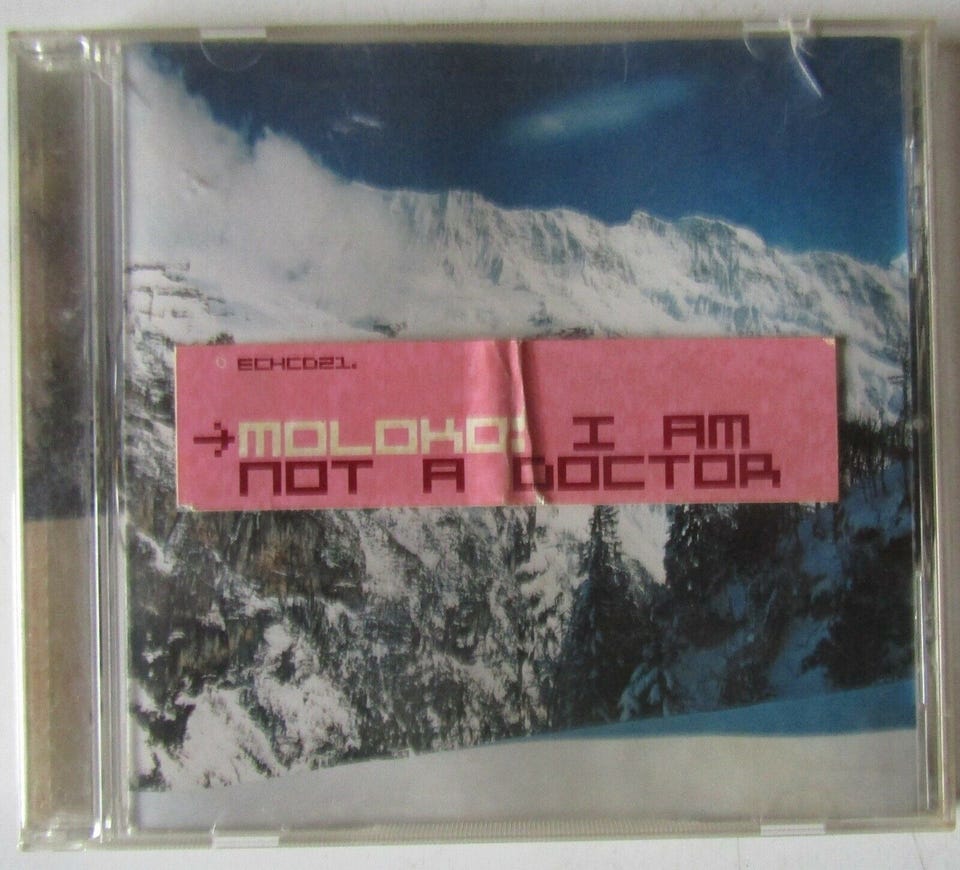 ECHCD21.
→MOLOKO: I AM
NOT A DOCTOR